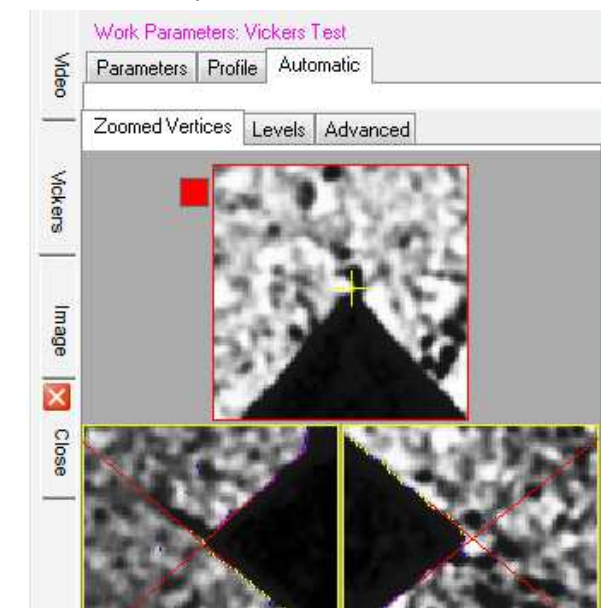 Work Parameters: Vickers Test
Parameters Profile Automatic
Zoomed Vertices Levels Advanced
Video
Vickers
Image
Close